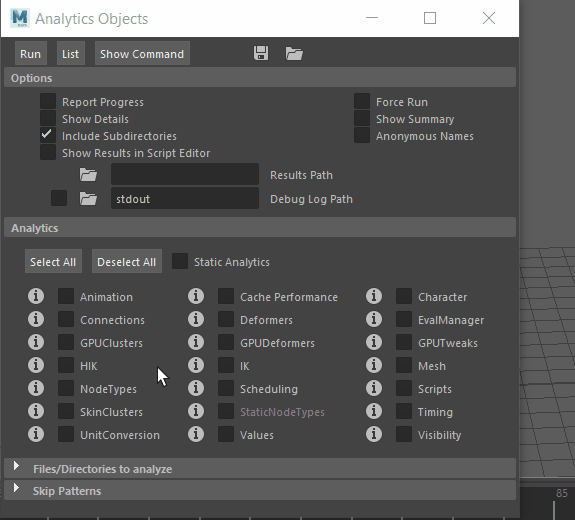 Analytics Objects
Run List Show Command
Options
Report Progress Force Run
Show Details Show Summary
Include Subdirectories Anonymous Names
Show Results in Script Editor
Results Path
stdout Debug Log Path
Analytics
Select All Deselect All Static Analytics
Animation Cache Performance Character
Connections Deformers EvalManager
GPUClusters GPUDeformers GPUTweaks
HIK IK Mesh
NodeTypes Scheduling Scripts
SkinClusters StaticNodeTypes Timing
UnitConversion Values Visibility
Files/Directories to analyze
Skip Patterns
85